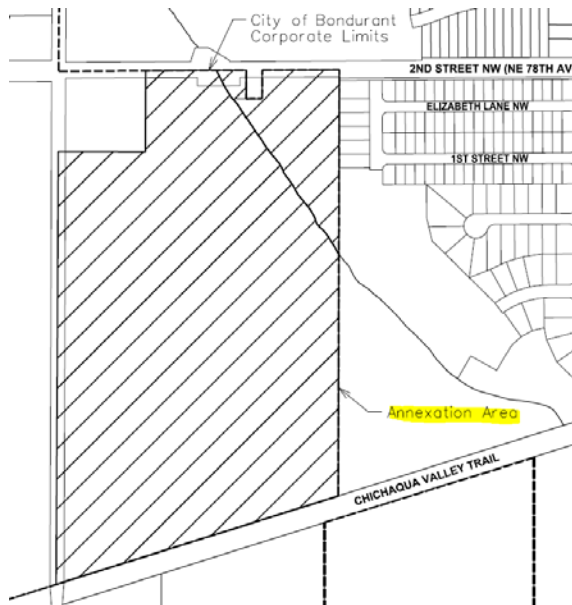 City of Bondurant
Corporate Limits
2ND STREET NW (NE 78TH AV
ELIZABETH LANE NW
1ST STREET NW
Annexation Area
CHICHAQUA VALLEY TRAIL